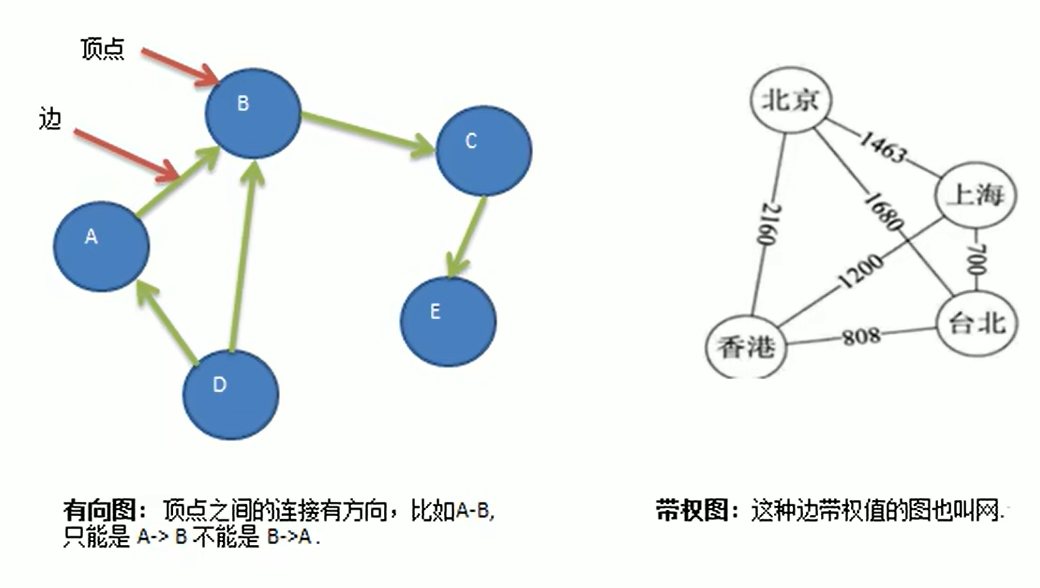 顶点
边
B
C
A
E
D
北京
1463
上海
2160
1680
700
1200
香港
808
台北
有向图：顶点之间的连接有方向，比如A-B,
只能是 A-> B 不能是 B->A .
带权图：这种边带权值的图也叫网.